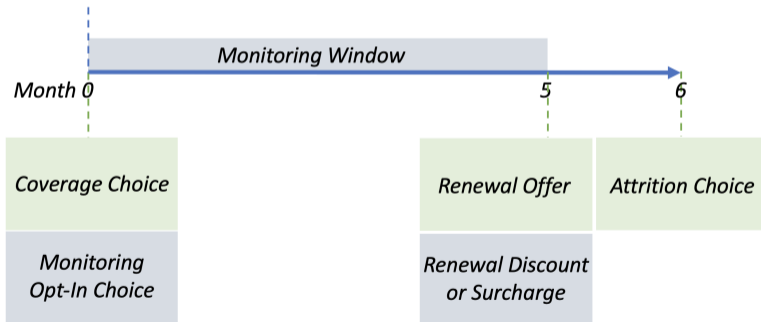 Monitoring Window
Month 0
5
6
Coverage Choice
Renewal Offer
Attrition Choice
Monitoring
Opt-In Choice
Renewal Discount
or Surcharge